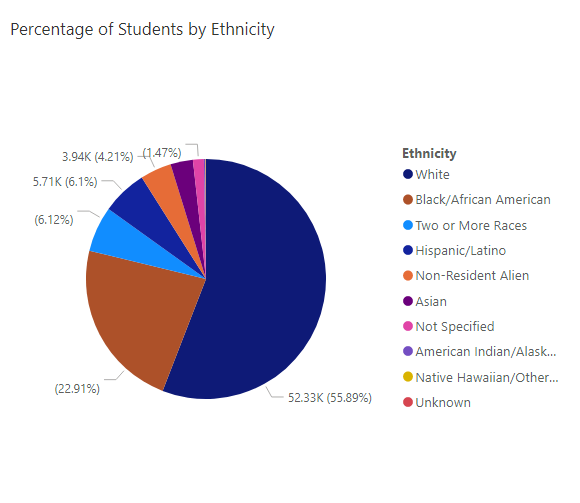 Percentage of Students by Ethnicity
3.94K (4.21%)
(1.47%)
5.71K (6.1%)
(6.12%)
(22.91%)
52.33K (55.89%)
Ethnicity
White
Black/African American
Two or More Races
Hispanic/Latino
Non-Resident Alien
Asian
Not Specified
American Indian/Alask...
Native Hawaiian/Other...
Unknown